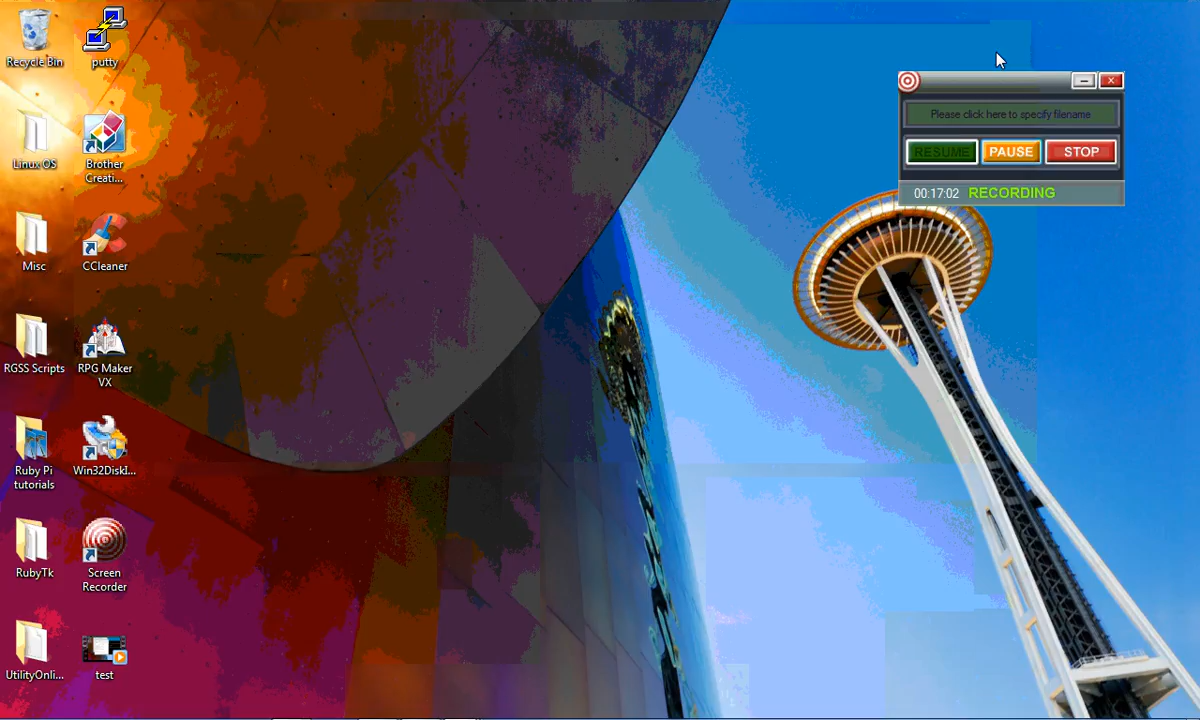 Recycle Bin
putty
Linux OS
Brother
Creati...
Misc
CCleaner
RGSS Scripts
RPG Maker
VX
Ruby Pi
tutorials
Win32DiskI...
RubyTk
Screen
Recorder
UtilityOnli...
test
Please click here to specify filename
RESUME
PAUSE
STOP
00:17:02 RECORDING